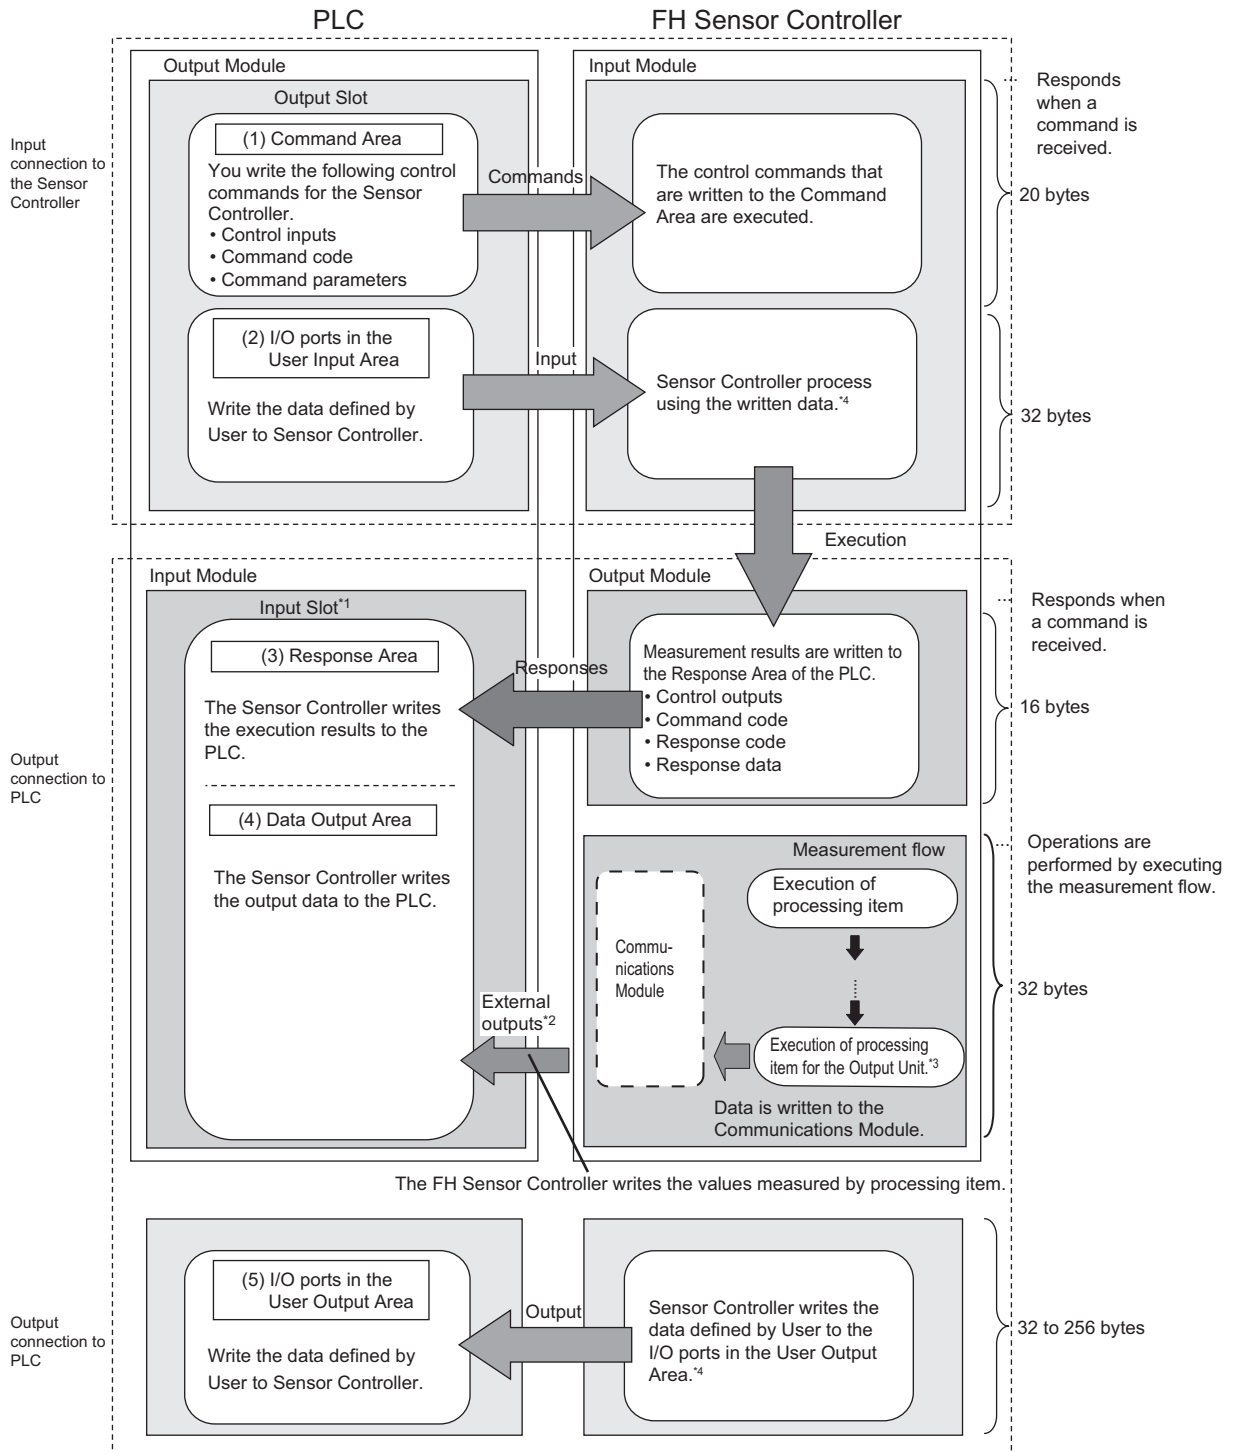 PLC
FH Sensor Controller
Output Module
Input Module
Output Slot
Input
connection to
the Sensor
Controller
(1) Command Area
You write the following control
commands for the Sensor
Controller.
• Control inputs
• Command code
• Command parameters
Commands
The control commands that
are written to the Command
Area are executed.
Responds
when a
command is
received.
20 bytes
(2) I/O ports in the
User Input Area
Write the data defined by
User to Sensor Controller.
Input
Sensor Controller process
using the written data.*4
32 bytes
Execution
Input Module
Output Module
Input Slot*1
Output
connection to
PLC
(3) Response Area
The Sensor Controller writes
the execution results to the
PLC.
Responses
Measurement results are written to
the Response Area of the PLC.
• Control outputs
• Command code
• Response code
• Response data
Responds when
a command is
received.
16 bytes
(4) Data Output Area
The Sensor Controller writes
the output data to the PLC.
External
outputs*2
Measurement flow
Commu-
nications
Module
Execution of
processing item
Execution of processing
item for the Output Unit.*3
Data is written to the
Communications Module.
Operations are
performed by executing
the measurement flow.
32 bytes
The FH Sensor Controller writes the values measured by processing item.
Output
connection to
PLC
(5) I/O ports in the
User Output Area
Write the data defined by
User to Sensor Controller.
Output
Sensor Controller writes the
data defined by User to the
I/O ports in the User Output
Area.*4
32 to 256 bytes